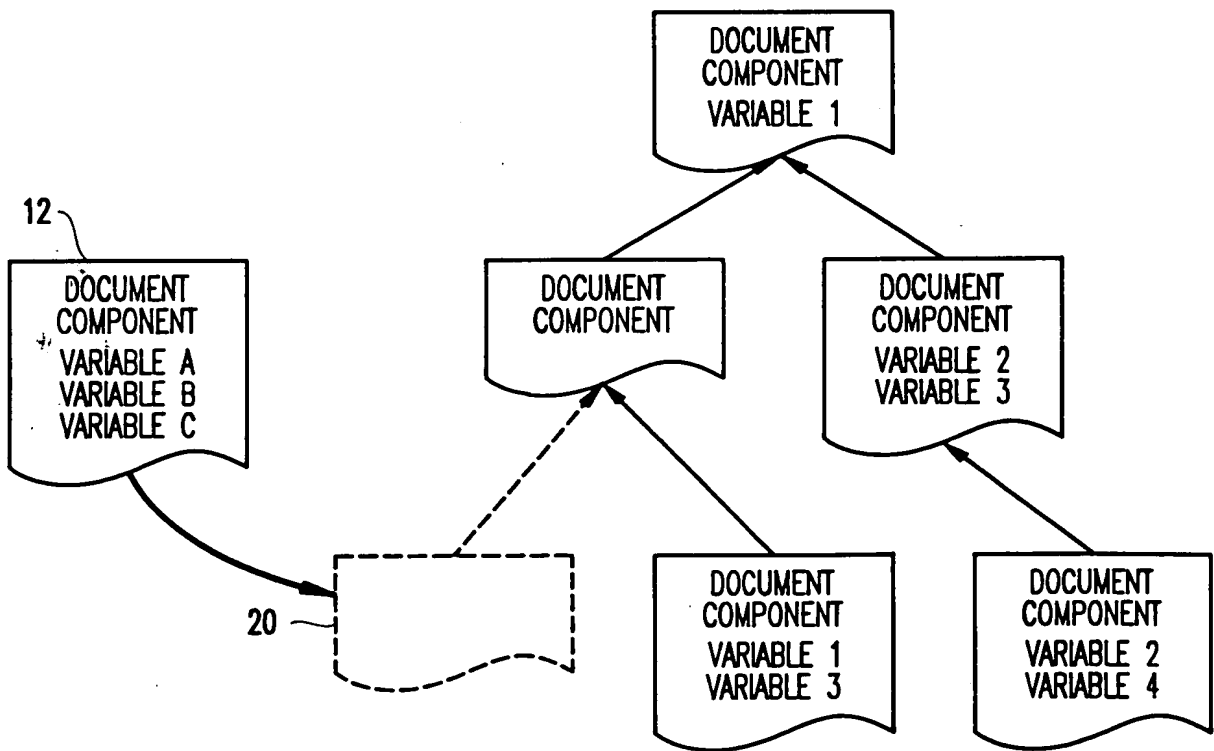 DOCUMENT
COMPONENT
VARIABLE 1
12
DOCUMENT
COMPONENT
VARIABLE A
VARIABLE B
VARIABLE C
DOCUMENT
COMPONENT
DOCUMENT
COMPONENT
VARIABLE 2
VARIABLE 3
20
DOCUMENT
COMPONENT
VARIABLE 1
VARIABLE 3
DOCUMENT
COMPONENT
VARIABLE 2
VARIABLE 4